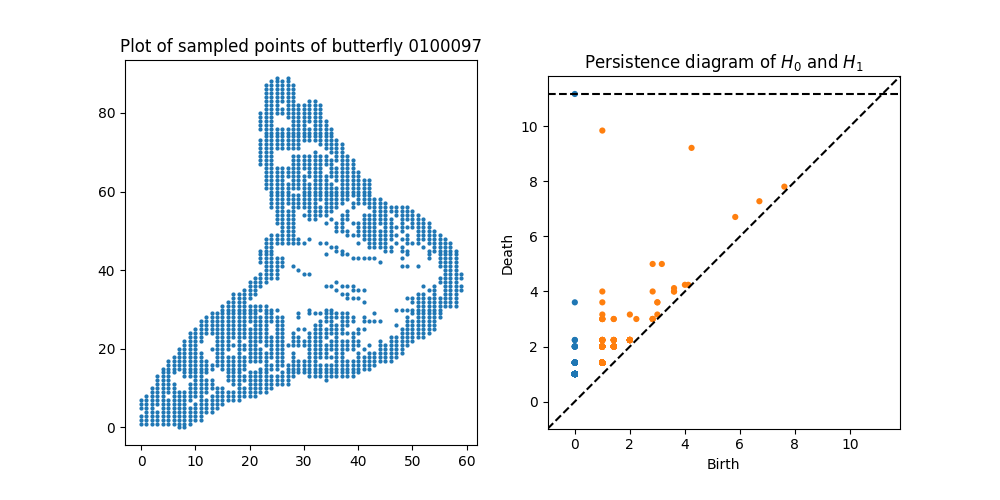 Plot of sampled points of butterfly 0100097
80
60
40
20
0
0 10 20 30 40 50 60
Persistence diagram of $H_0$ and $H_1$
Death
10
8
6
4
2
0
0 2 4 6 8 10
Birth